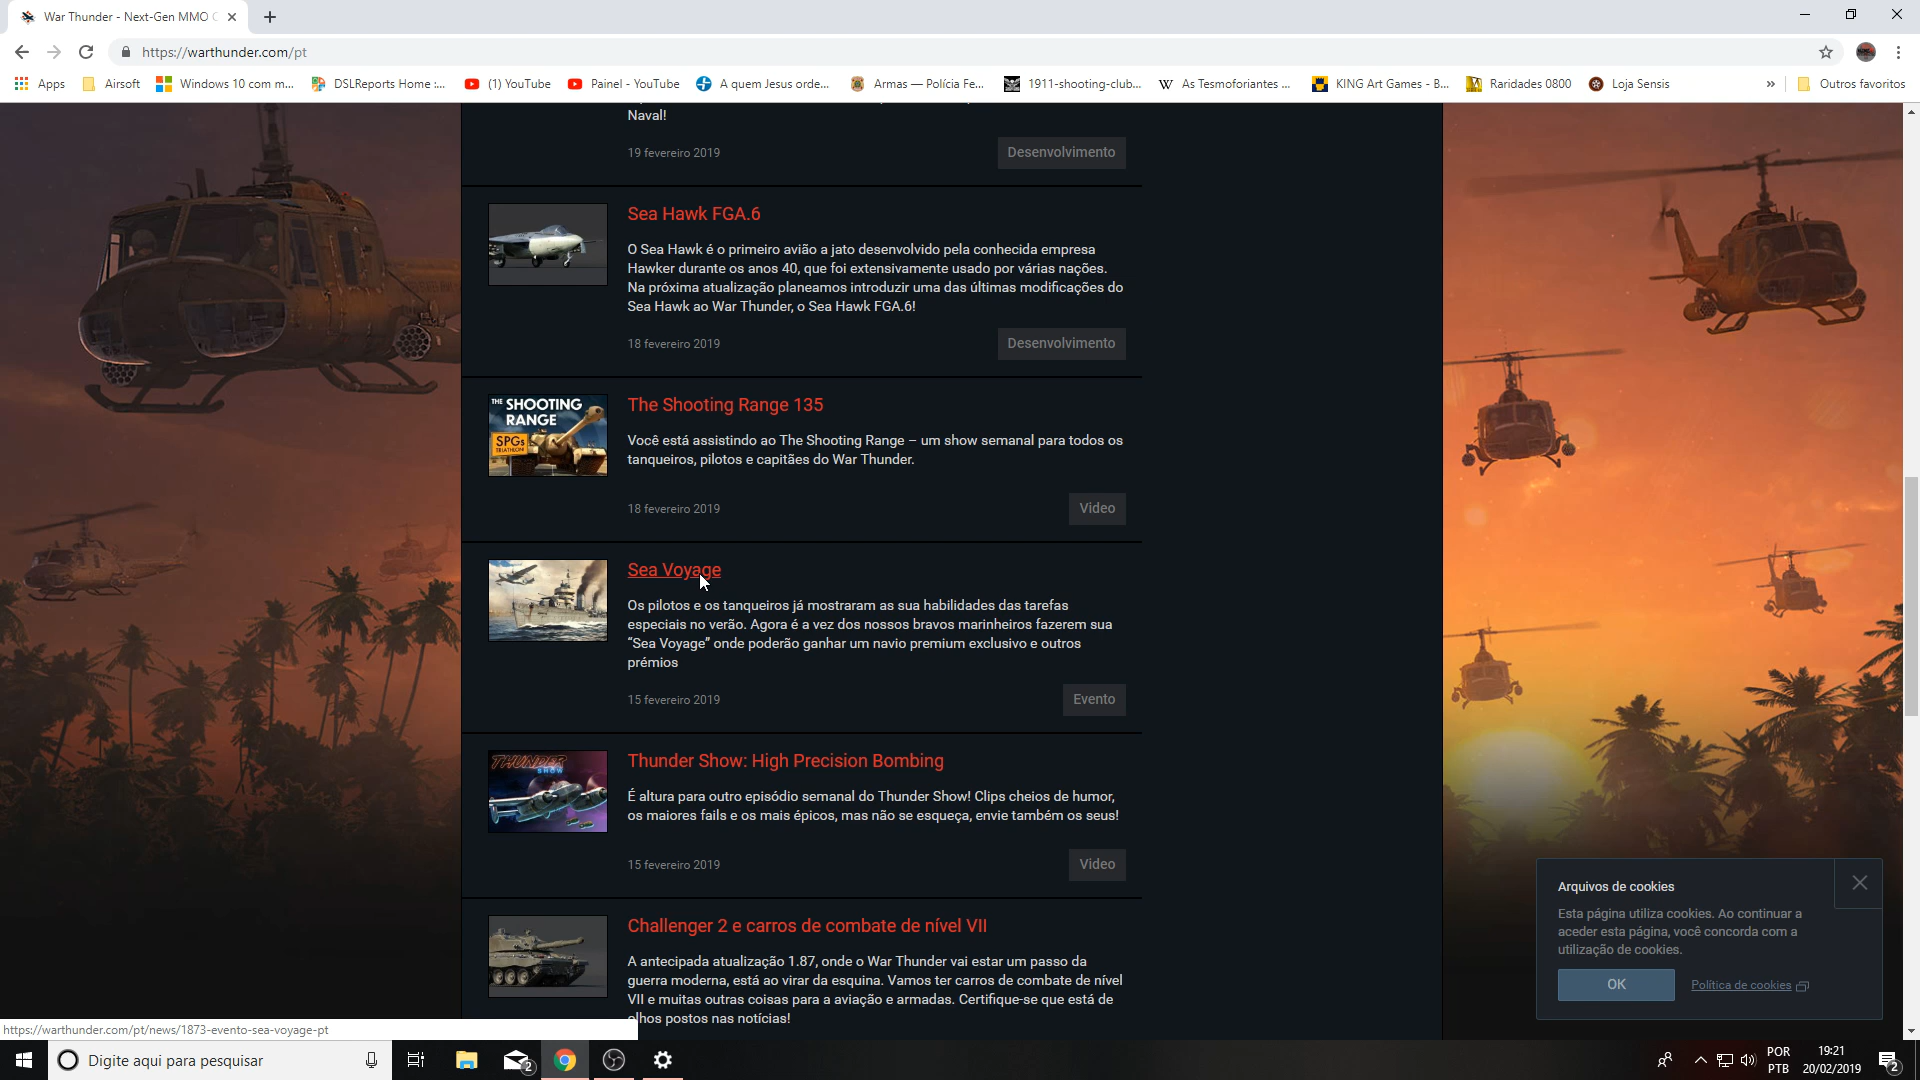 War Thunder - Next-Gen MMO
https://warthunder.com/pt
Apps
Airsoft
Windows 10 com m...
DSLReports Home :...
(1) YouTube
Painel - YouTube
A quem Jesus orde...
Armas — Polícia Fe...
1911-shooting-club...
As Tesmoforiantes ...
KING Art Games - B...
Raridades 0800
Loja Sensis
»
Outros favoritos
Naval!
19 fevereiro 2019
Desenvolvimento
Sea Hawk FGA.6
O Sea Hawk é o primeiro avião a jato desenvolvido pela conhecida empresa
Hawker durante os anos 40, que foi extensivamente usado por várias nações.
Na próxima atualização planeamos introduzir uma das últimas modificações do
Sea Hawk ao War Thunder, o Sea Hawk FGA.6!
18 fevereiro 2019
Desenvolvimento
THE SHOOTING
RANGE
SPGs
TRIATHLON
The Shooting Range 135
Você está assistindo ao The Shooting Range – um show semanal para todos os
tanqueiros, pilotos e capitães do War Thunder.
18 fevereiro 2019
Video
Sea Voyage
Os pilotos e os tanqueiros já mostraram as sua habilidades das tarefas
especiais no verão. Agora é a vez dos nossos bravos marinheiros fazerem sua
“Sea Voyage” onde poderão ganhar um navio premium exclusivo e outros
prémios
15 fevereiro 2019
Evento
THUNDER
SHOW
Thunder Show: High Precision Bombing
É altura para outro episódio semanal do Thunder Show! Clips cheios de humor,
os maiores fails e os mais épicos, mas não se esqueça, envie também os seus!
15 fevereiro 2019
Video
Challenger 2 e carros de combate de nível VII
A antecipada atualização 1.87, onde o War Thunder vai estar um passo da
guerra moderna, está ao virar da esquina. Vamos ter carros de combate de nível
VII e muitas outras coisas para a aviação e armadas. Certifique-se que está de
olhos postos nas notícias!
Arquivos de cookies
Esta página utiliza cookies. Ao continuar a
aceder esta página, você concorda com a
utilização de cookies.
OK
Política de cookies
https://warthunder.com/pt/news/1873-evento-sea-voyage-pt
Digite aqui para pesquisar
2
POR
PTB
19:21
20/02/2019
2